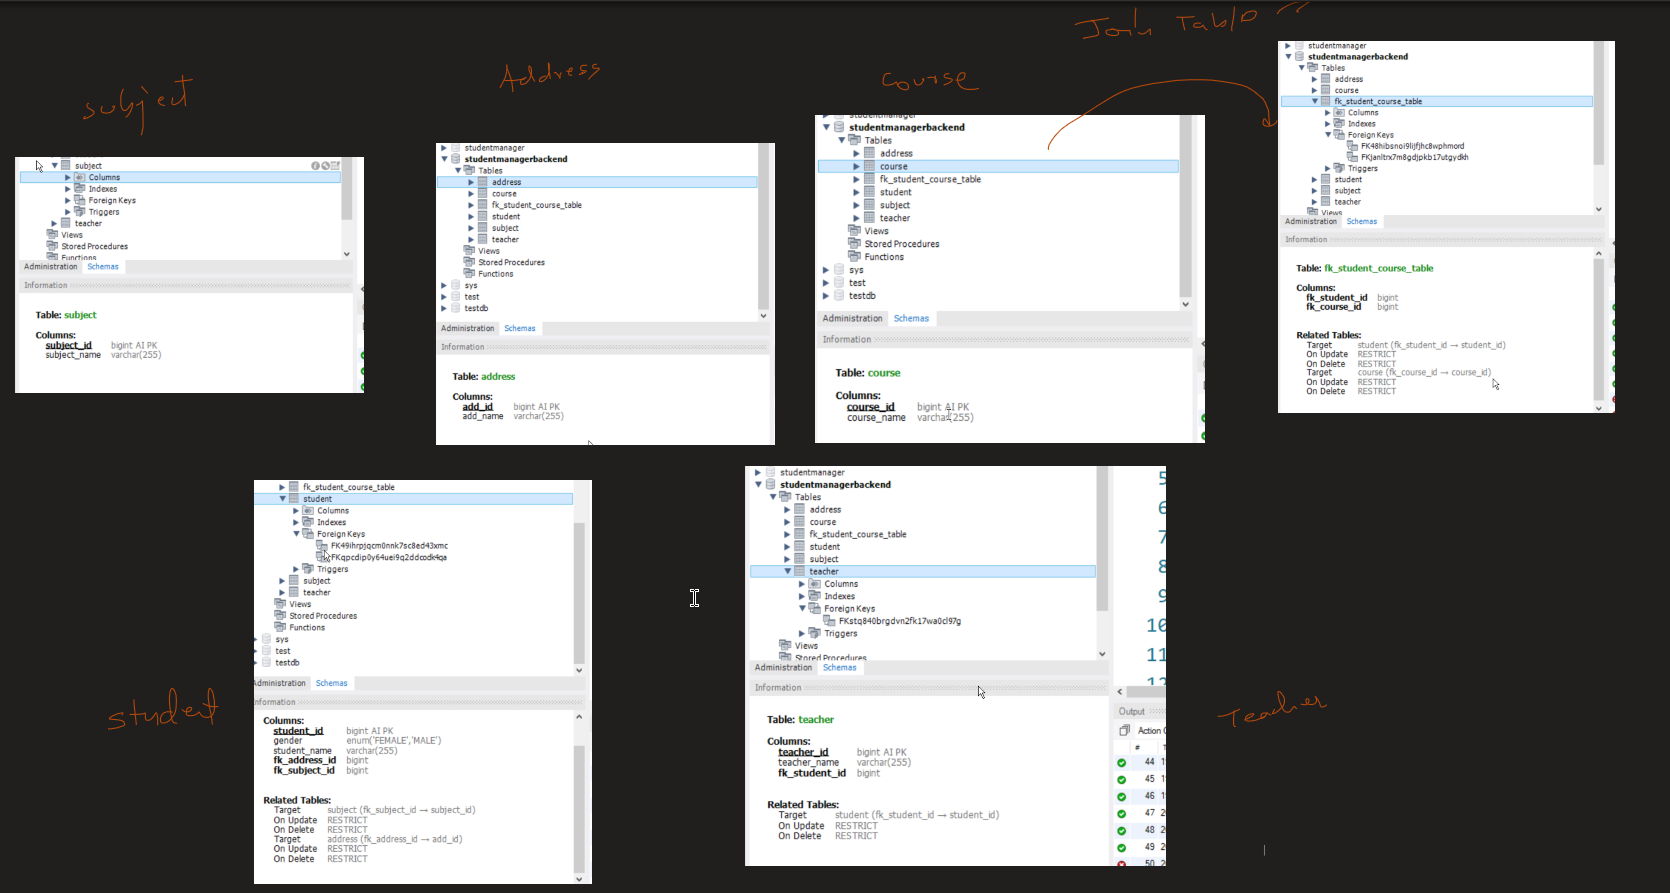 Join Table
subject
Address
Course
subject
Columns
Indexes
Foreign Keys
Triggers
teacher
Views
Stored Procedures
Functions
Administration Schemas
Information
Table: subject
Columns:
subject_id bigint AI PK
subject_name varchar(255)
studentmanager
studentmanagerbackend
Tables
address
course
fk_student_course_table
student
subject
teacher
Views
Stored Procedures
Functions
sys
test
testdb
Administration Schemas
Information
Table: address
Columns:
add_id bigint AI PK
add_name varchar(255)
studentmanager
studentmanagerbackend
Tables
address
course
fk_student_course_table
student
subject
teacher
Views
Stored Procedures
Functions
sys
test
testdb
Administration Schemas
Information
Table: course
Columns:
course_id bigint AI PK
course_name varchar(255)
studentmanager
studentmanagerbackend
Tables
address
course
fk_student_course_table
Columns
Indexes
Foreign Keys
FK48hibsnoi9lijfjhc8wphmord
FKjanltrx7m8gdjpkb17utgydkh
Triggers
student
subject
teacher
Views
Administration Schemas
Information
Table: fk_student_course_table
Columns:
fk_student_id bigint
fk_course_id bigint
Related Tables:
Target student (fk_student_id → student_id)
On Update RESTRICT
On Delete RESTRICT
Target course (fk_course_id → course_id)
On Update RESTRICT
On Delete RESTRICT
student
fk_student_course_table
student
Columns
Indexes
Foreign Keys
FK49ihrpjqcm0nnk7sc8ed43xmc
FKqpcdip0y64uei9q2ddcodk4qa
Triggers
subject
teacher
Views
Stored Procedures
Functions
sys
test
testdb
Administration Schemas
Information
Columns:
student_id bigint AI PK
gender enum('FEMALE','MALE')
student_name varchar(255)
fk_address_id bigint
fk_subject_id bigint
Related Tables:
Target subject (fk_subject_id → subject_id)
On Update RESTRICT
On Delete RESTRICT
Target address (fk_address_id → add_id)
On Update RESTRICT
On Delete RESTRICT
studentmanager
studentmanagerbackend
Tables
address
course
fk_student_course_table
student
subject
teacher
Columns
Indexes
Foreign Keys
FKstq840brgdvn2fk17wa0cl97g
Triggers
Views
Stored Procedures
Administration Schemas
Information
Table: teacher
Columns:
teacher_id bigint AI PK
teacher_name varchar(255)
fk_student_id bigint
Related Tables:
Target student (fk_student_id → student_id)
On Update RESTRICT
On Delete RESTRICT
5
6
7
8
9
10
11
12
Output
Action
#
44
45
46
47
48
49
50
Teacher